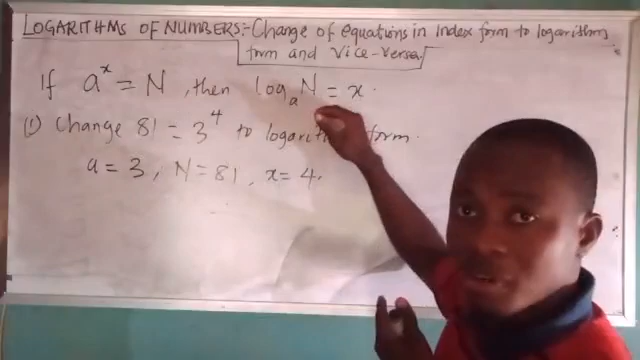 LOGARITHMS OF NUMBERS:- Change of equations in Index form to logarithms
form and Vice-Versa
If a^x = N, then log_a N = x.
(1) Change 81 = 3^4 to logarithm form.
a = 3, N = 81, x = 4.